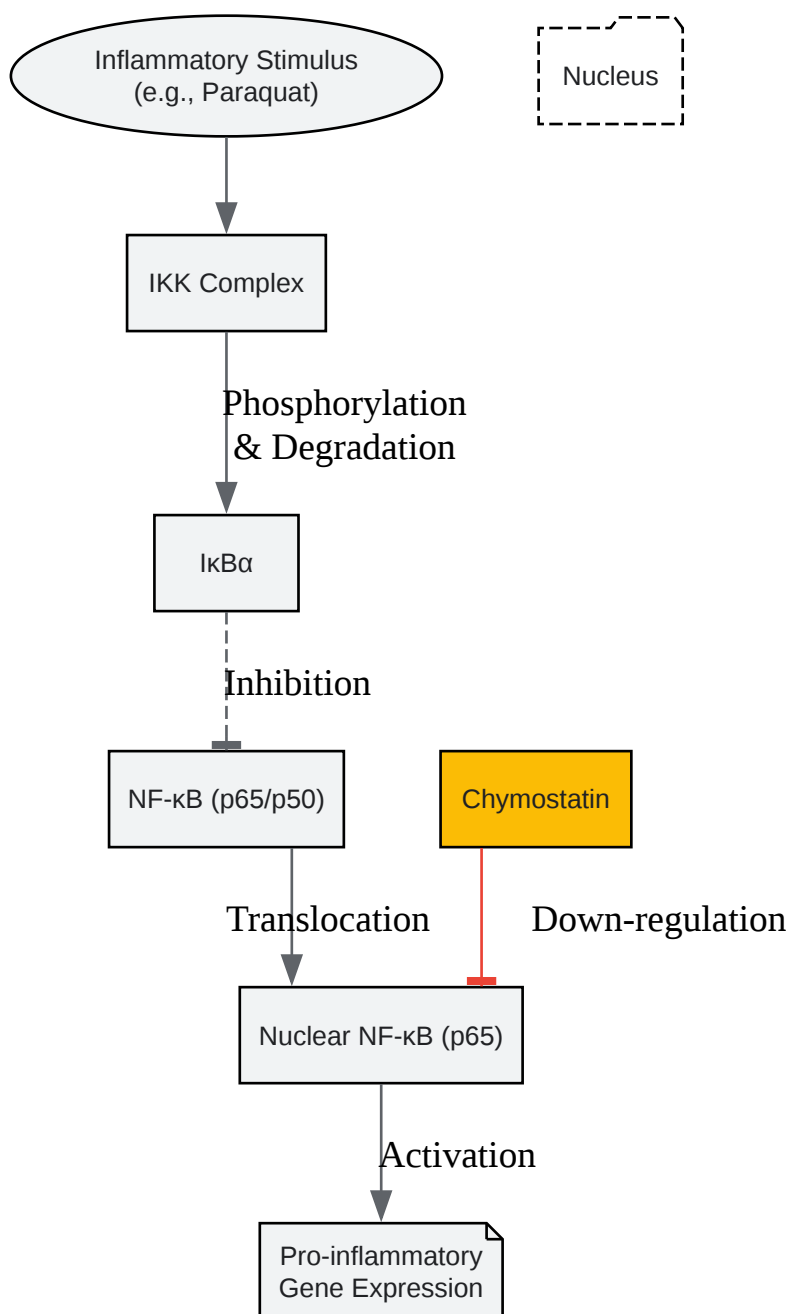 Inflammatory Stimulus
(e.g., Paraquat)
Nucleus
IKK Complex
Phosphorylation
& Degradation
IκBα
Inhibition
NF-κB (p65/p50)
Chymostatin
Translocation
Down-regulation
Nuclear NF-κB (p65)
Activation
Pro-inflammatory
Gene Expression